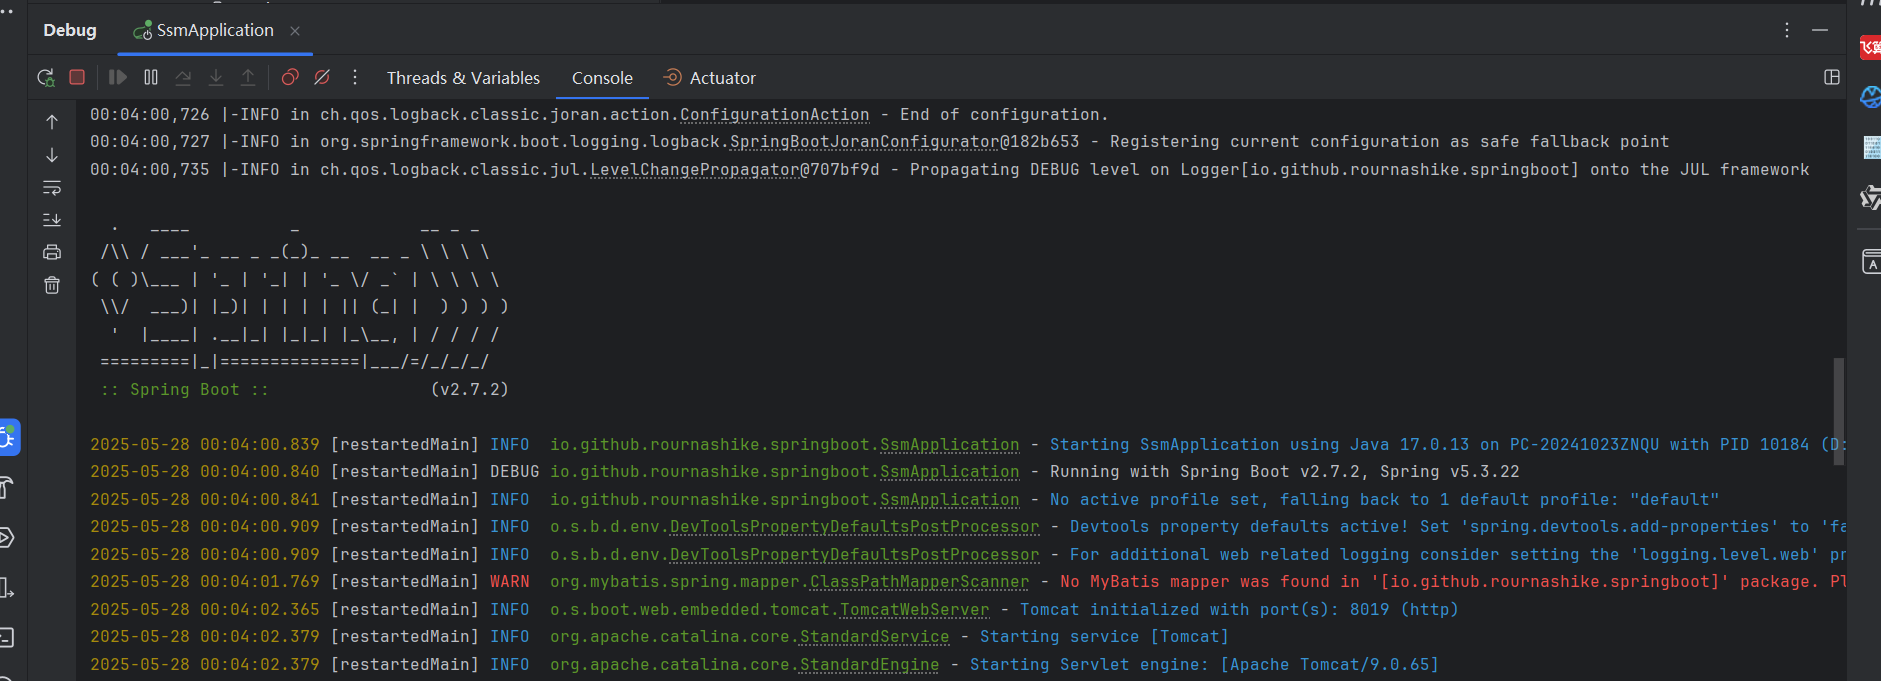 Debug SsmApplication
Threads & Variables Console Actuator
00:04:00,726 |-INFO in ch.qos.logback.classic.joran.action.ConfigurationAction - End of configuration.
00:04:00,727 |-INFO in org.springframework.boot.logging.logback.SpringBootJoranConfigurator@182b653 - Registering current configuration as safe fallback point
00:04:00,735 |-INFO in ch.qos.logback.classic.jul.LevelChangePropagator@707bf9d - Propagating DEBUG level on Logger[io.github.rournashike.springboot] onto the JUL framework
  .   ____          _            __ _ _
 /\\ / ___'_ __ _ _(_)_ __  __ _ \ \ \ \
( ( )\___ | '_ | '_| | '_ \/ _` | \ \ \ \
 \\/  ___)| |_)| | | | | || (_| |  ) ) ) )
  '  |____| .__|_| |_|_| |_\__, | / / / /
 =========|_|==============|___/=/_/_/_/
 :: Spring Boot ::                (v2.7.2)
2025-05-28 00:04:00.839 [restartedMain] INFO  io.github.rournashike.springboot.SsmApplication - Starting SsmApplication using Java 17.0.13 on PC-20241023ZNQU with PID 10184 (D:
2025-05-28 00:04:00.840 [restartedMain] DEBUG io.github.rournashike.springboot.SsmApplication - Running with Spring Boot v2.7.2, Spring v5.3.22
2025-05-28 00:04:00.841 [restartedMain] INFO  io.github.rournashike.springboot.SsmApplication - No active profile set, falling back to 1 default profile: "default"
2025-05-28 00:04:00.909 [restartedMain] INFO  o.s.b.d.env.DevToolsPropertyDefaultsPostProcessor - Devtools property defaults active! Set 'spring.devtools.add-properties' to 'fa
2025-05-28 00:04:00.909 [restartedMain] INFO  o.s.b.d.env.DevToolsPropertyDefaultsPostProcessor - For additional web related logging consider setting the 'logging.level.web' pr
2025-05-28 00:04:01.769 [restartedMain] WARN  org.mybatis.spring.mapper.ClassPathMapperScanner - No MyBatis mapper was found in '[io.github.rournashike.springboot]' package. Pl
2025-05-28 00:04:02.365 [restartedMain] INFO  o.s.boot.web.embedded.tomcat.TomcatWebServer - Tomcat initialized with port(s): 8019 (http)
2025-05-28 00:04:02.379 [restartedMain] INFO  org.apache.catalina.core.StandardService - Starting service [Tomcat]
2025-05-28 00:04:02.379 [restartedMain] INFO  org.apache.catalina.core.StandardEngine - Starting Servlet engine: [Apache Tomcat/9.0.65]